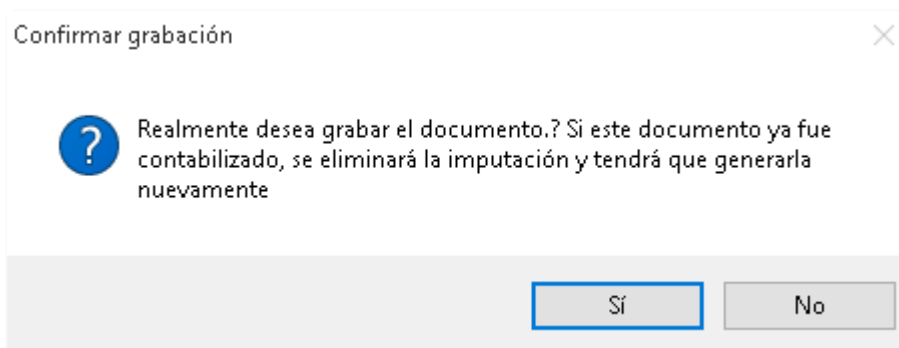 Confirmar grabación
Realmente desea grabar el documento.? Si este documento ya fue
contabilizado, se eliminará la imputación y tendrá que generarla
nuevamente
Sí
No